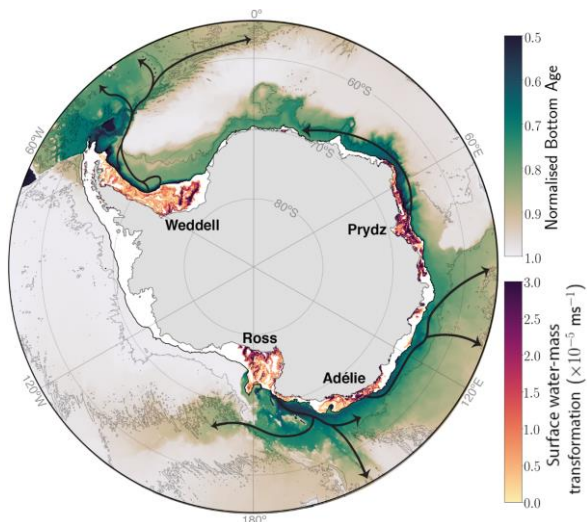 0°
60°S
60°W
60°E
70°S
80°S
Weddell
Prydz
Ross
Adélie
120°W
120°E
180°
0.5
0.6
0.7
0.8
0.9
1.0
Normalised Bottom Age
3.0
2.5
2.0
1.5
1.0
0.5
0.0
Surface water-mass
transformation (×10⁻⁵ ms⁻¹)